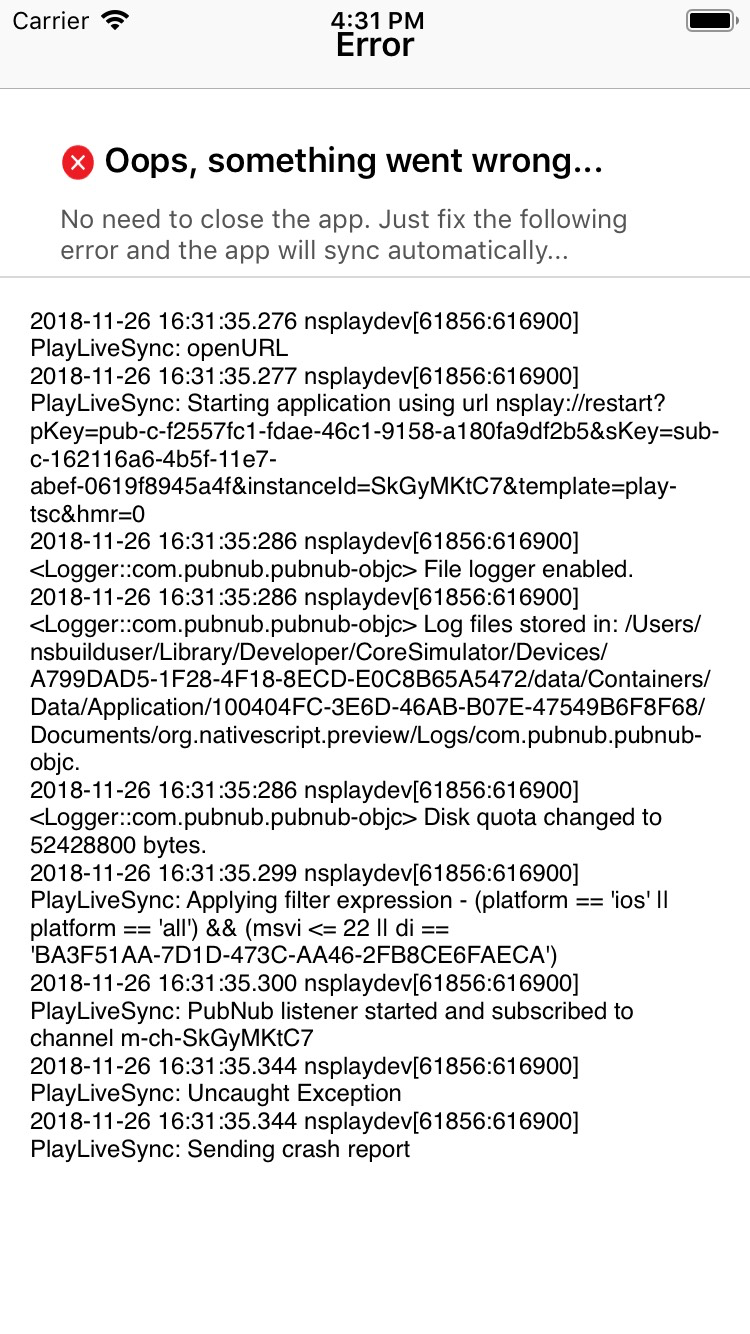 Carrier 4:31 PM
Error
Oops, something went wrong...
No need to close the app. Just fix the following
error and the app will sync automatically...
2018-11-26 16:31:35.276 nsplaydev[61856:616900]
PlayLiveSync: openURL
2018-11-26 16:31:35.277 nsplaydev[61856:616900]
PlayLiveSync: Starting application using url nsplay://restart?
pKey=pub-c-f2557fc1-fdae-46c1-9158-a180fa9df2b5&sKey=sub-
c-162116a6-4b5f-11e7-
abef-0619f8945a4f&instanceId=SkGyMKtC7&template=play-
tsc&hmr=0
2018-11-26 16:31:35:286 nsplaydev[61856:616900]
<Logger::com.pubnub.pubnub-objc> File logger enabled.
2018-11-26 16:31:35:286 nsplaydev[61856:616900]
<Logger::com.pubnub.pubnub-objc> Log files stored in: /Users/
nsbuilduser/Library/Developer/CoreSimulator/Devices/
A799DAD5-1F28-4F18-8ECD-E0C8B65A5472/data/Containers/
Data/Application/100404FC-3E6D-46AB-B07E-47549B6F8F68/
Documents/org.nativescript.preview/Logs/com.pubnub.pubnub-
objc.
2018-11-26 16:31:35:286 nsplaydev[61856:616900]
<Logger::com.pubnub.pubnub-objc> Disk quota changed to
52428800 bytes.
2018-11-26 16:31:35.299 nsplaydev[61856:616900]
PlayLiveSync: Applying filter expression - (platform == 'ios' ||
platform == 'all') && (msvi <= 22 || di ==
'BA3F51AA-7D1D-473C-AA46-2FB8CE6FAECA')
2018-11-26 16:31:35.300 nsplaydev[61856:616900]
PlayLiveSync: PubNub listener started and subscribed to
channel m-ch-SkGyMKtC7
2018-11-26 16:31:35.344 nsplaydev[61856:616900]
PlayLiveSync: Uncaught Exception
2018-11-26 16:31:35.344 nsplaydev[61856:616900]
PlayLiveSync: Sending crash report